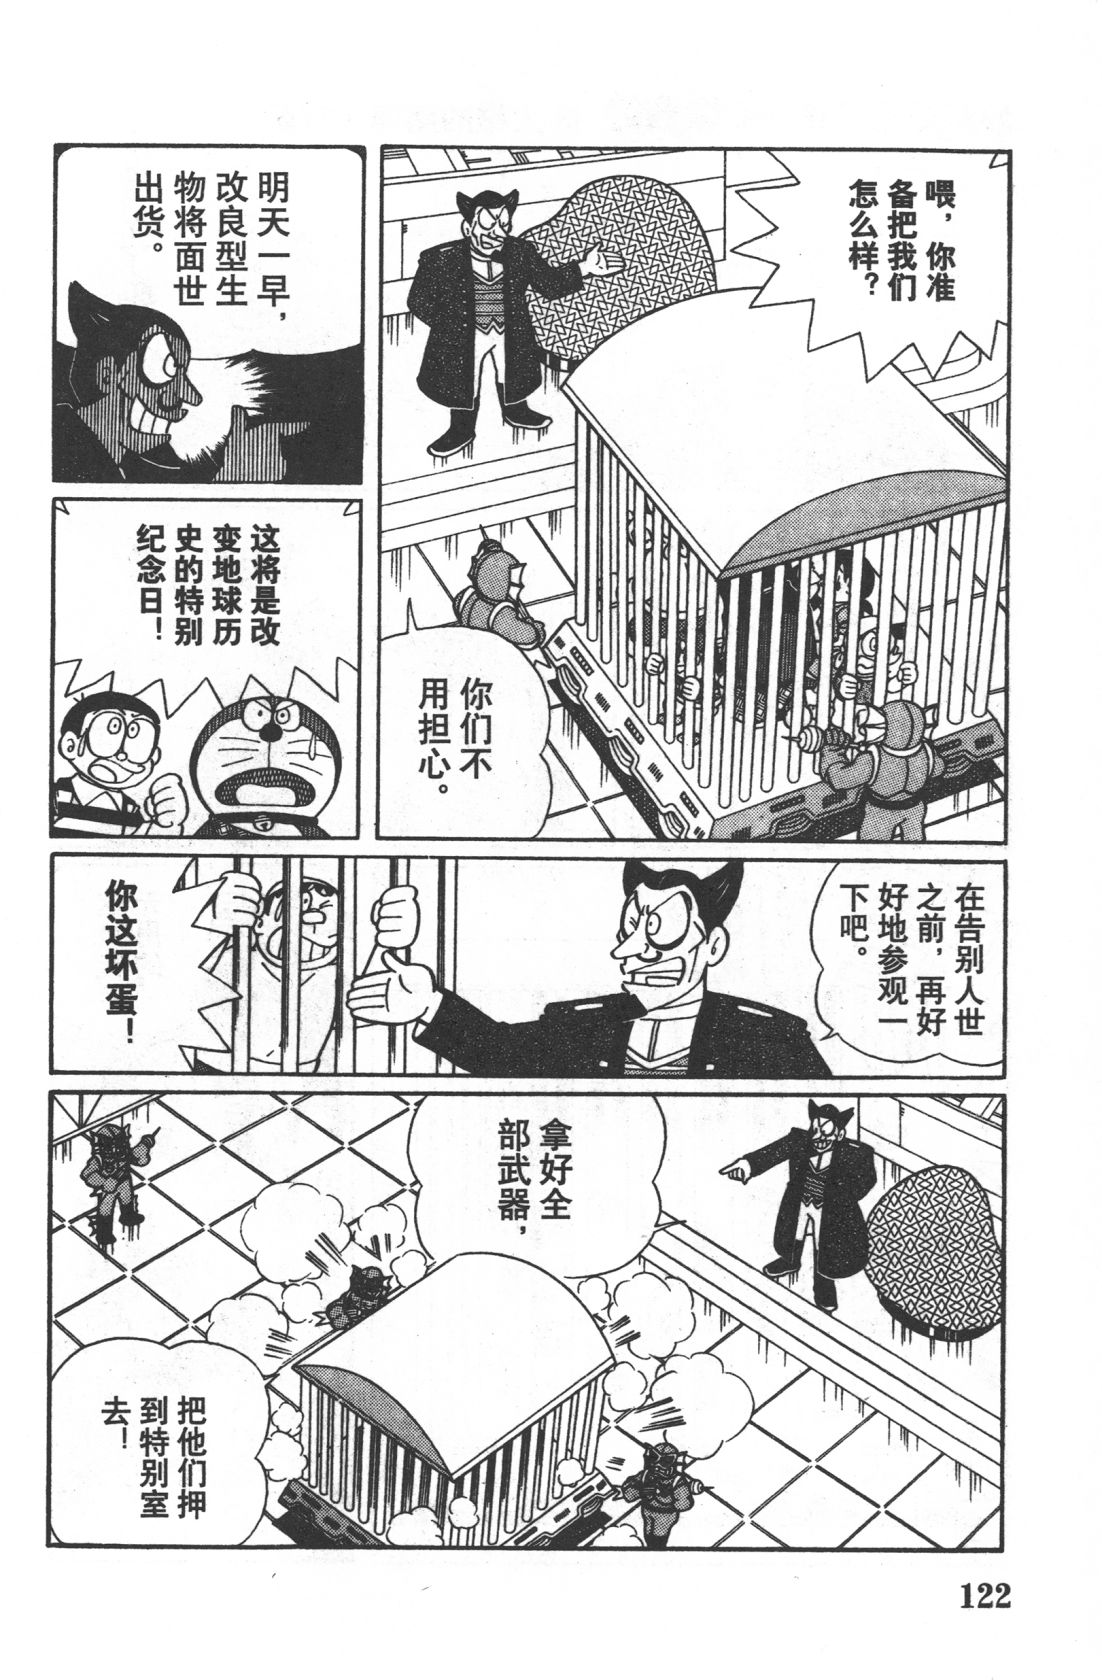 喂，你准
备把我们
怎么样？
你们不
用担心。
明天一早，
改良型生
物将面世
出货。
这将是改
变地球历
史的特别
纪念日！
在告别人世
之前，再好
好地参观一
下吧。
你这坏蛋！
拿好全
部武器，
把他们押
到特别室
去！
122